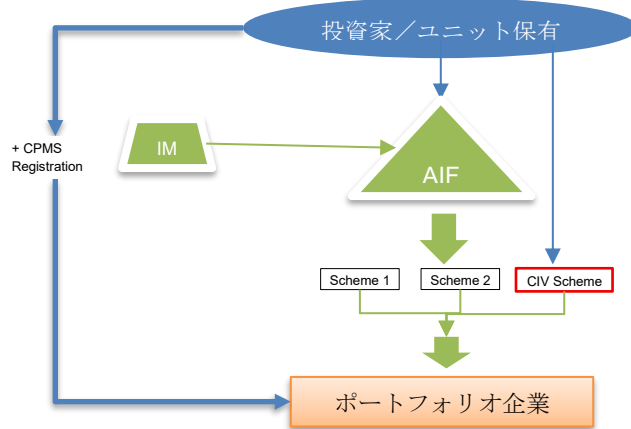 投資家／ユニット保有
+ CPMS
Registration
IM
AIF
Scheme 1
Scheme 2
CIV Scheme
ポートフォリオ企業